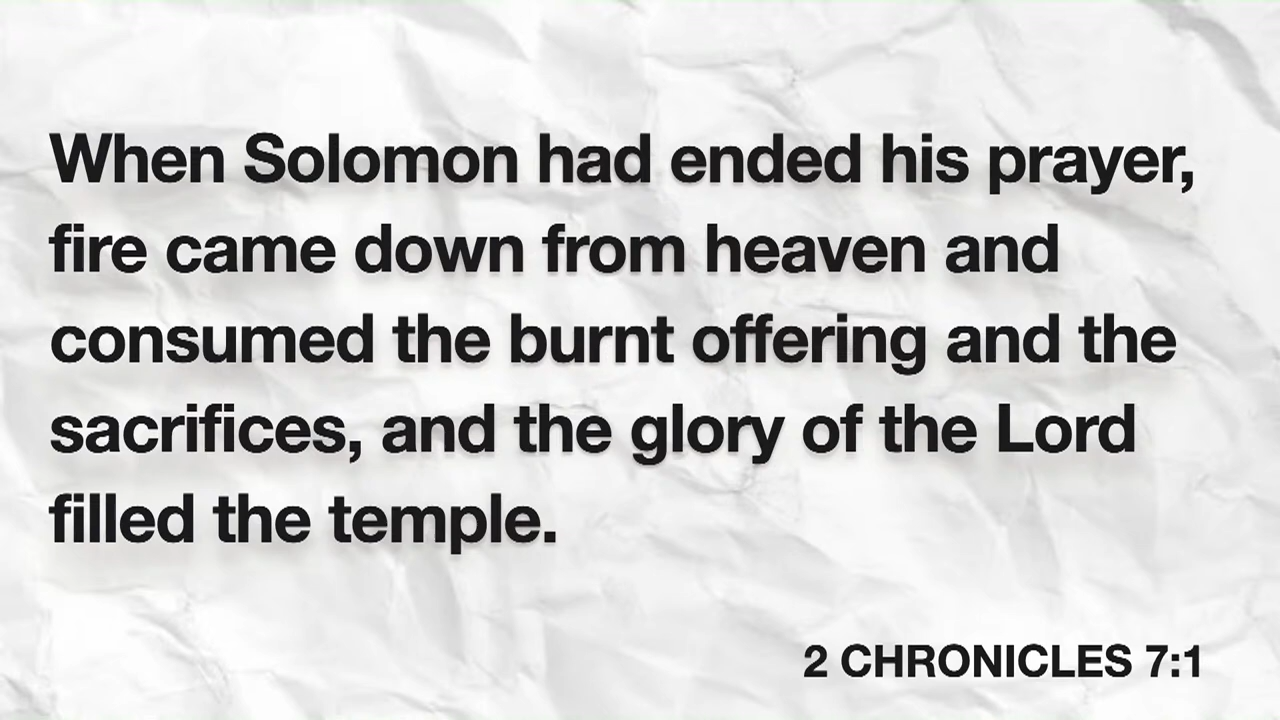 When Solomon had ended his prayer,
fire came down from heaven and
consumed the burnt offering and the
sacrifices, and the glory of the Lord
filled the temple.
2 CHRONICLES 7:1